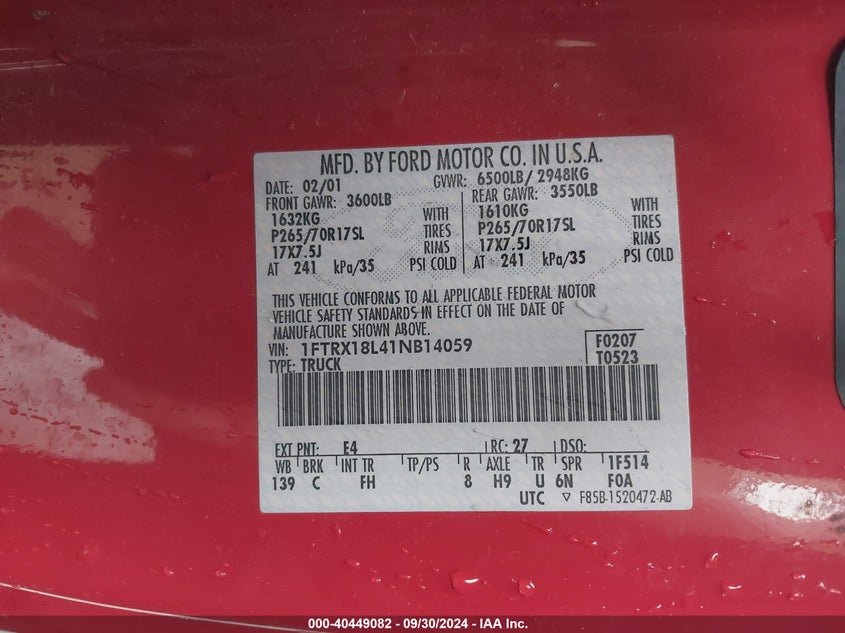 MFD. BY FORD MOTOR CO. IN U.S.A.
DATE: 02/01 GVWR: 6500LB/ 2948KG
FRONT GAWR: 3600LB REAR GAWR: 3550LB
1632KG WITH 1610KG WITH
P265/70R17SL TIRES P265/70R17SL TIRES
17X7.5J RIMS 17X7.5J RIMS
AT 241 kPa/35 PSI COLD AT 241 kPa/35 PSI COLD
THIS VEHICLE CONFORMS TO ALL APPLICABLE FEDERAL MOTOR
VEHICLE SAFETY STANDARDS IN EFFECT ON THE DATE OF
MANUFACTURE SHOWN ABOVE.
VIN: 1FTRX18L41NB14059 F0207
TYPE: TRUCK T0523
EXT PNT: E4 RC: 27 DSO:
WB BRK INT TR TP/PS R AXLE TR SPR 1F514
139 C FH 8 H9 U 6N F0A
UTC ▽ F85B-1520472-AB
000-40449082 - 09/30/2024 - IAA Inc.